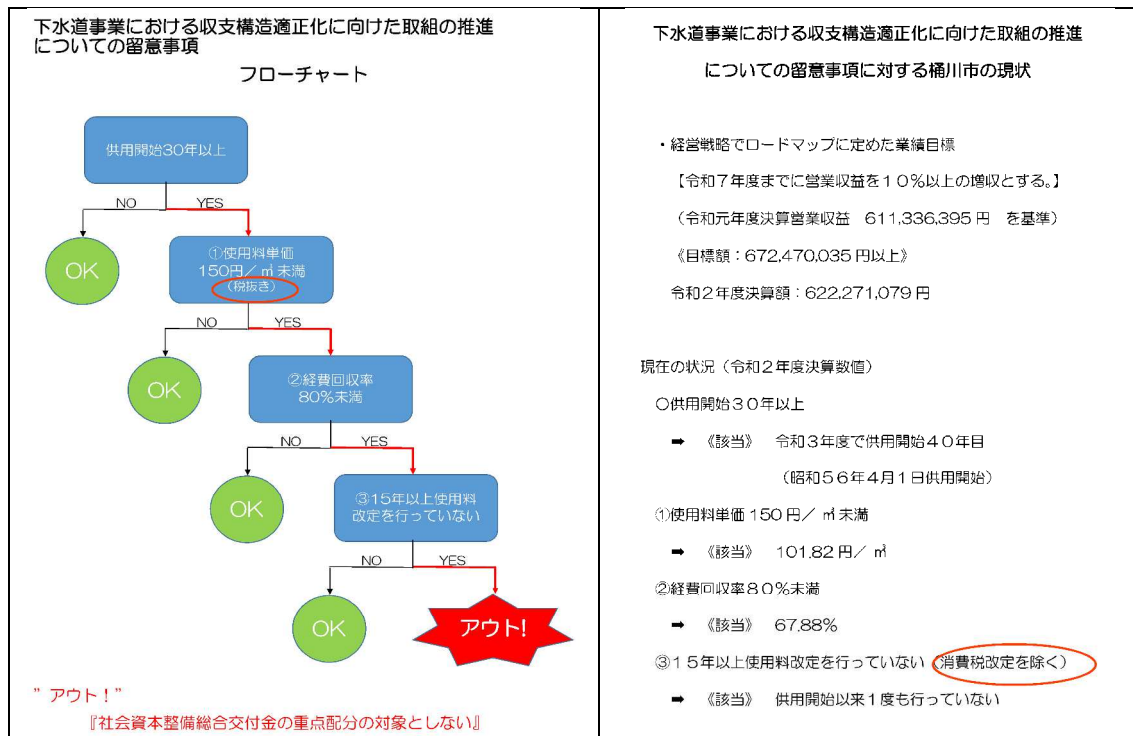 下水道事業における収支構造適正化に向けた取組の推進
についての留意事項
フローチャート
供用開始30年以上
NO
YES
OK
①使用料単価
150円/㎥未満
(税抜き)
NO
YES
OK
②経費回収率
80%未満
NO
YES
OK
③15年以上使用料
改定を行っていない
NO
YES
OK
アウト!
”アウト！”
『社会資本整備総合交付金の重点配分の対象としない』
下水道事業における収支構造適正化に向けた取組の推進
についての留意事項に対する桶川市の現状
・経営戦略でロードマップに定めた業績目標
【令和７年度までに営業収益を１０％以上の増収とする。】
（令和元年度決算営業収益　611,336,395円　を基準）
《目標額：672,470,035円以上》
令和２年度決算額：622,271,079円
現在の状況（令和２年度決算数値）
〇供用開始３０年以上
➡　《該当》　令和３年度で供用開始４０年目
（昭和５６年４月１日供用開始）
①使用料単価150円／㎥未満
➡　《該当》　101.82円／㎥
②経費回収率８０％未満
➡　《該当》　67.88%
③１５年以上使用料改定を行っていない（消費税改定を除く）
➡　《該当》　供用開始以来１度も行っていない